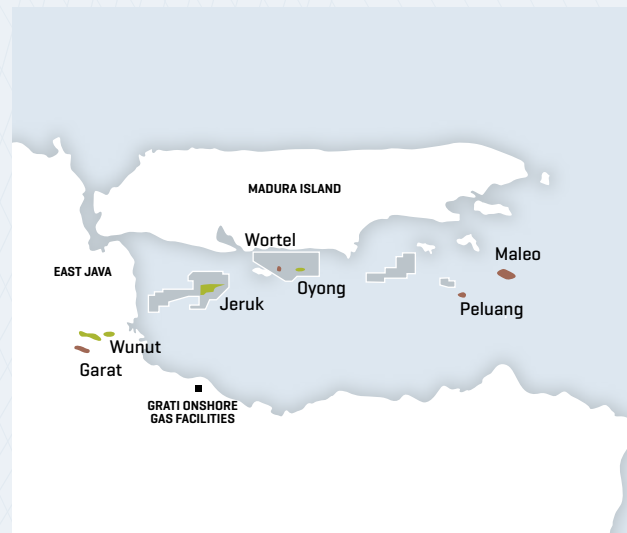 MADURA ISLAND
Wortel
Maleo
EAST JAVA
Oyong
Jeruk
Peluang
Wunut
Garat
GRATI ONSHORE
GAS FACILITIES